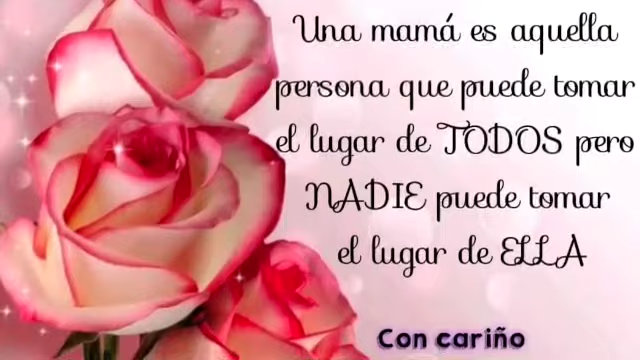 Una mamá es aquella
persona que puede tomar
el lugar de TODOS pero
NADIE puede tomar
el lugar de ELLA
Con cariño